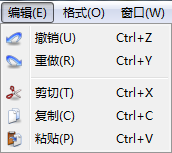 编辑(E) 格式(O) 窗口(W)
撤销(U) Ctrl+Z
重做(R) Ctrl+Y
剪切(T) Ctrl+X
复制(C) Ctrl+C
粘贴(P) Ctrl+V